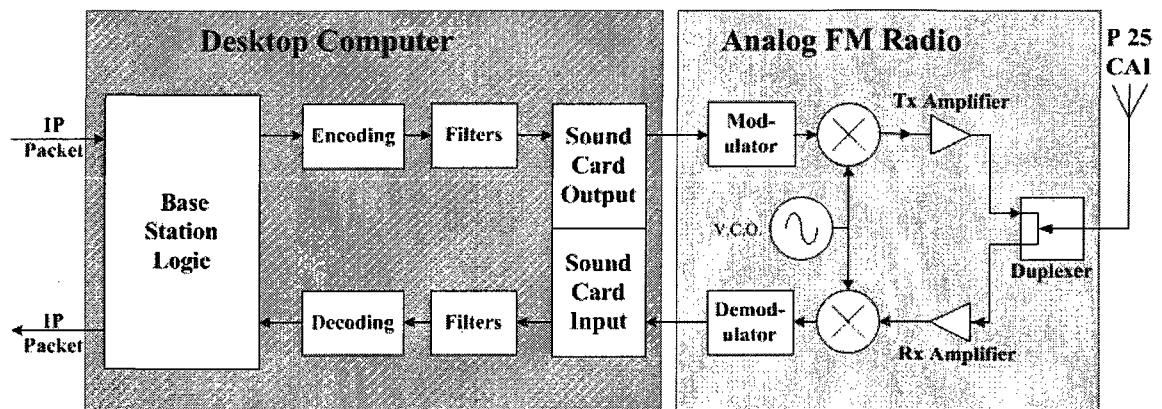 Desktop Computer
Analog FM Radio
P 25
CAI
IP
Packet
Base
Station
Logic
Encoding
Filters
Sound
Card
Output
Mod-
ulator
Tx Amplifier
V.C.O.
Duplexer
IP
Packet
Decoding
Filters
Sound
Card
Input
Demod-
ulator
Rx Amplifier